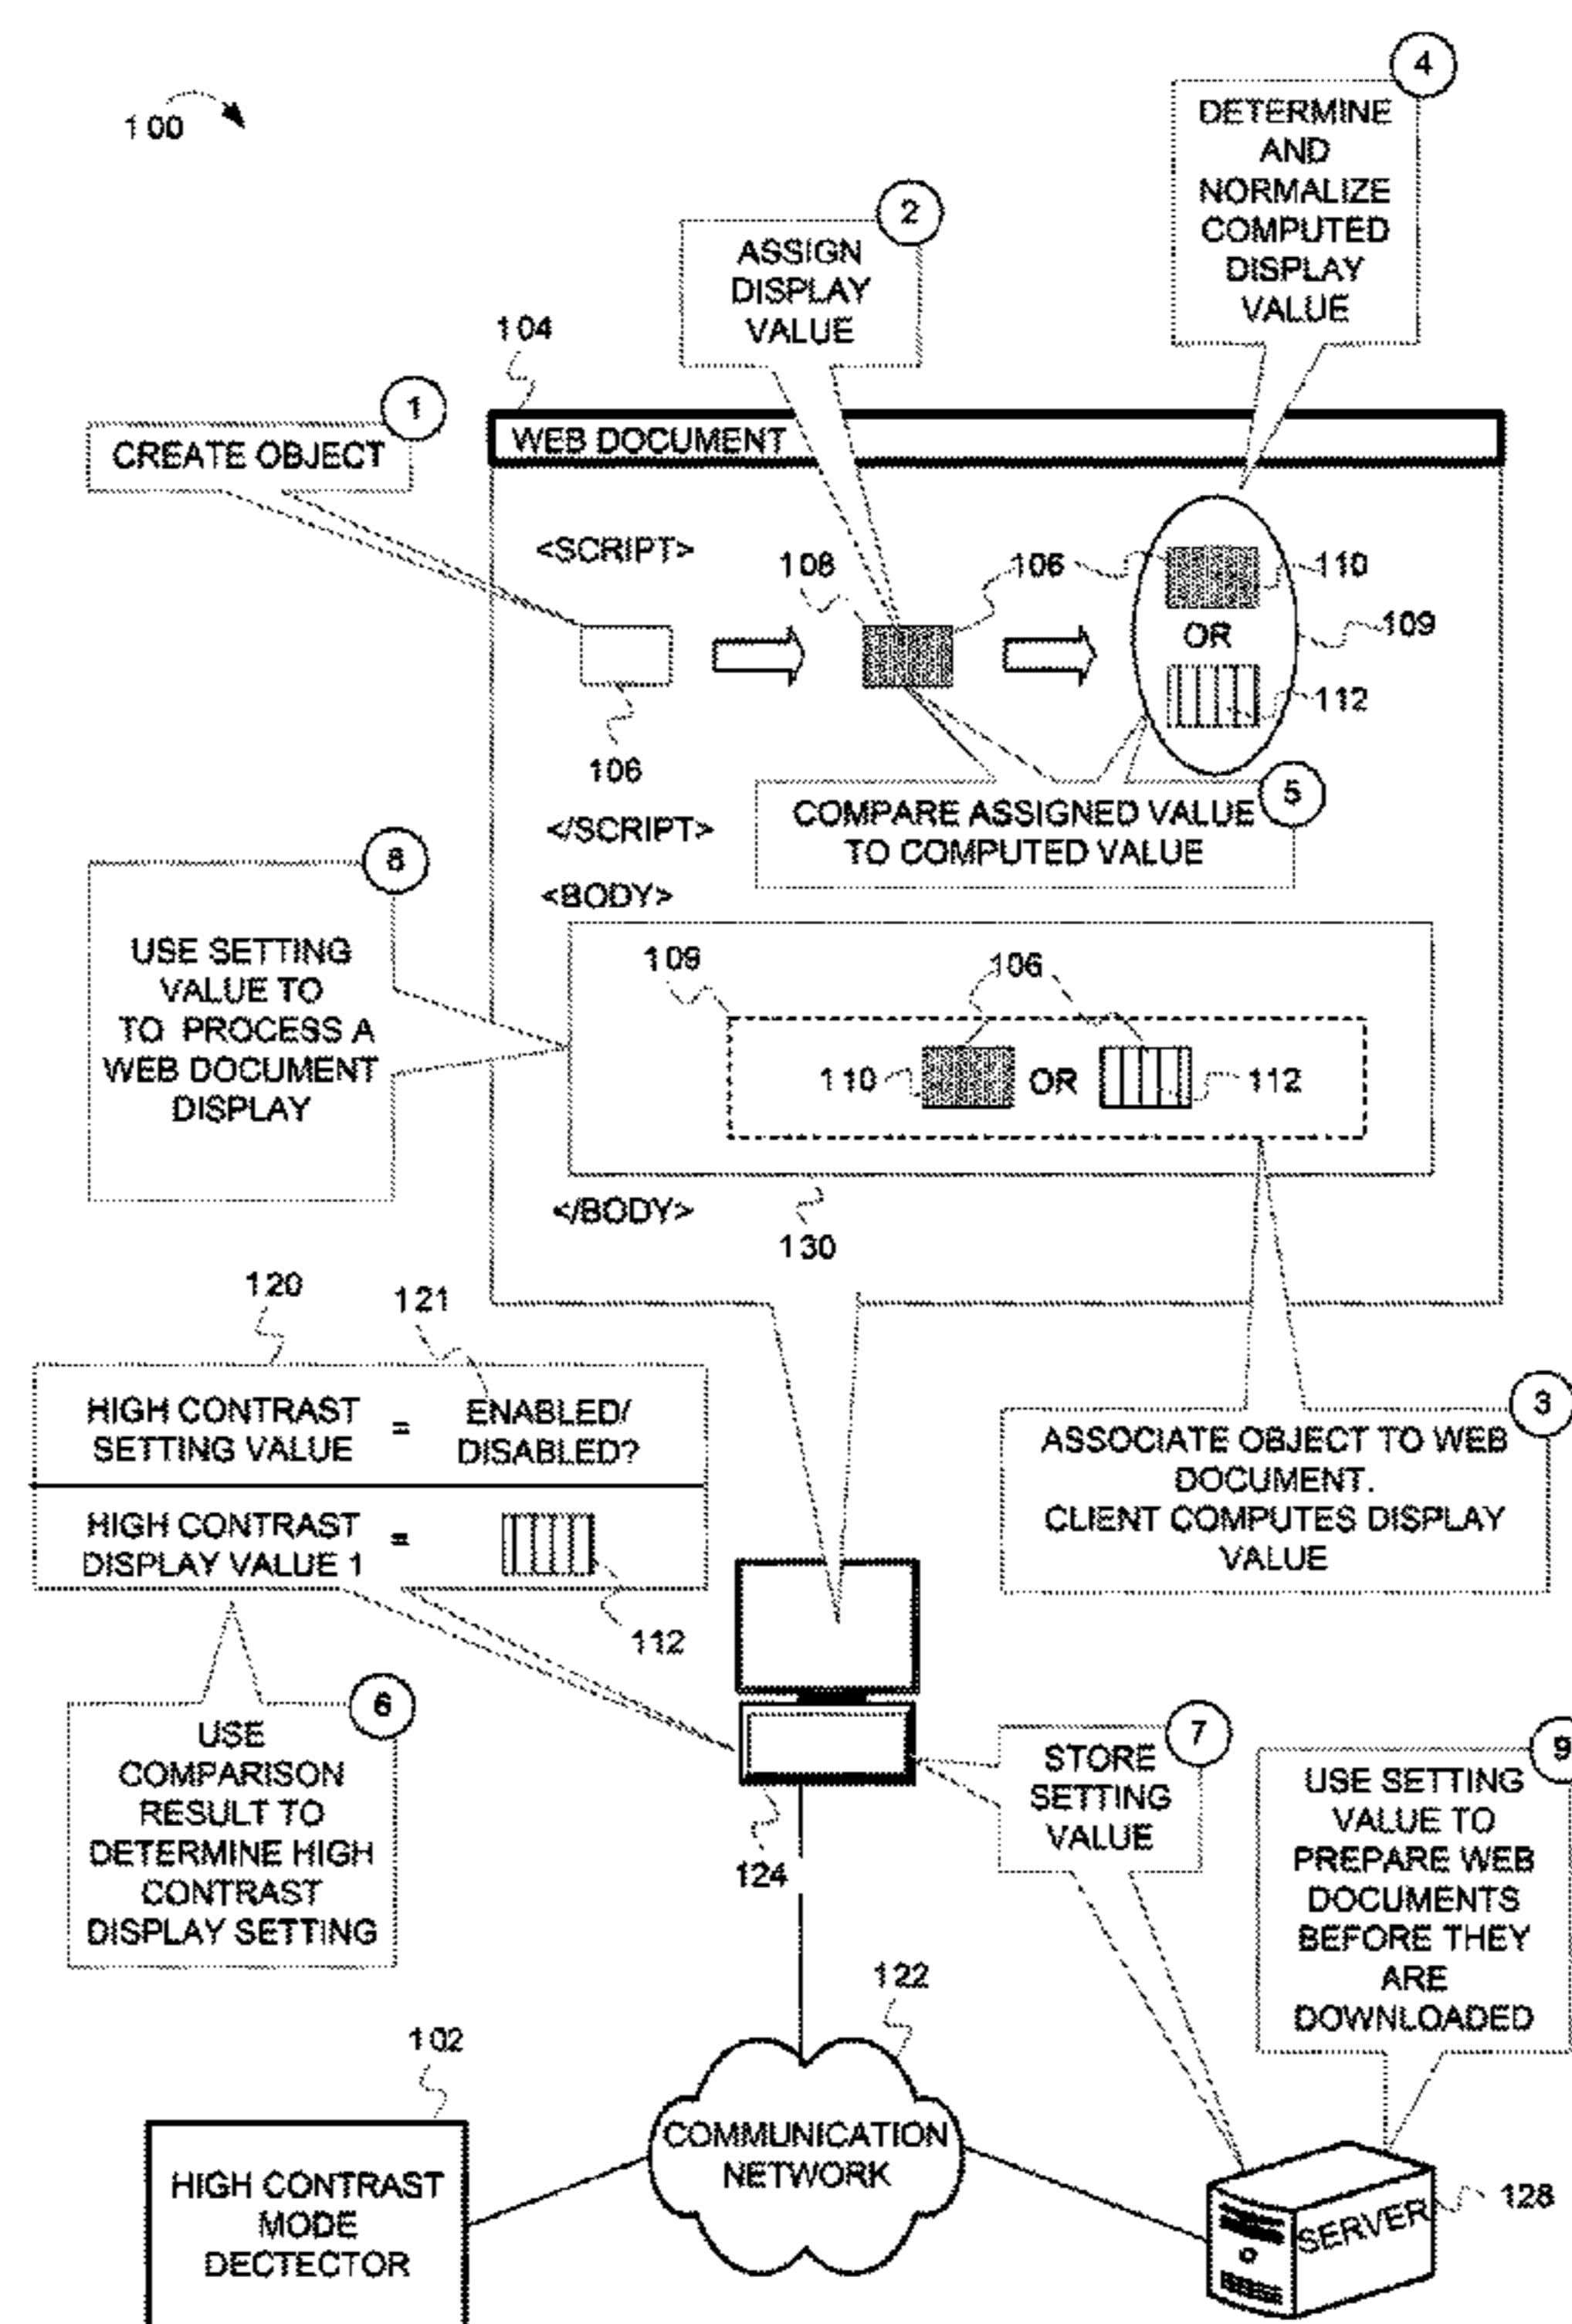 100
4
DETERMINE
AND
NORMALIZE
COMPUTED
DISPLAY
VALUE
2
ASSIGN
DISPLAY
VALUE
104
1
CREATE OBJECT
WEB DOCUMENT
<SCRIPT>
108
106
110
OR
109
112
106
</SCRIPT>
5
COMPARE ASSIGNED VALUE
TO COMPUTED VALUE
8
USE SETTING
VALUE TO
TO PROCESS A
WEB DOCUMENT
DISPLAY
<BODY>
109
106
110
OR
112
</BODY>
130
120
121
HIGH CONTRAST
SETTING VALUE
=
ENABLED/
DISABLED?
HIGH CONTRAST
DISPLAY VALUE 1
=
112
3
ASSOCIATE OBJECT TO WEB
DOCUMENT.
CLIENT COMPUTES DISPLAY
VALUE
6
USE
COMPARISON
RESULT TO
DETERMINE HIGH
CONTRAST
DISPLAY SETTING
124
7
STORE
SETTING
VALUE
9
USE SETTING
VALUE TO
PREPARE WEB
DOCUMENTS
BEFORE THEY
ARE
DOWNLOADED
122
102
COMMUNICATION
NETWORK
HIGH CONTRAST
MODE
DECTECTOR
SERVER
128